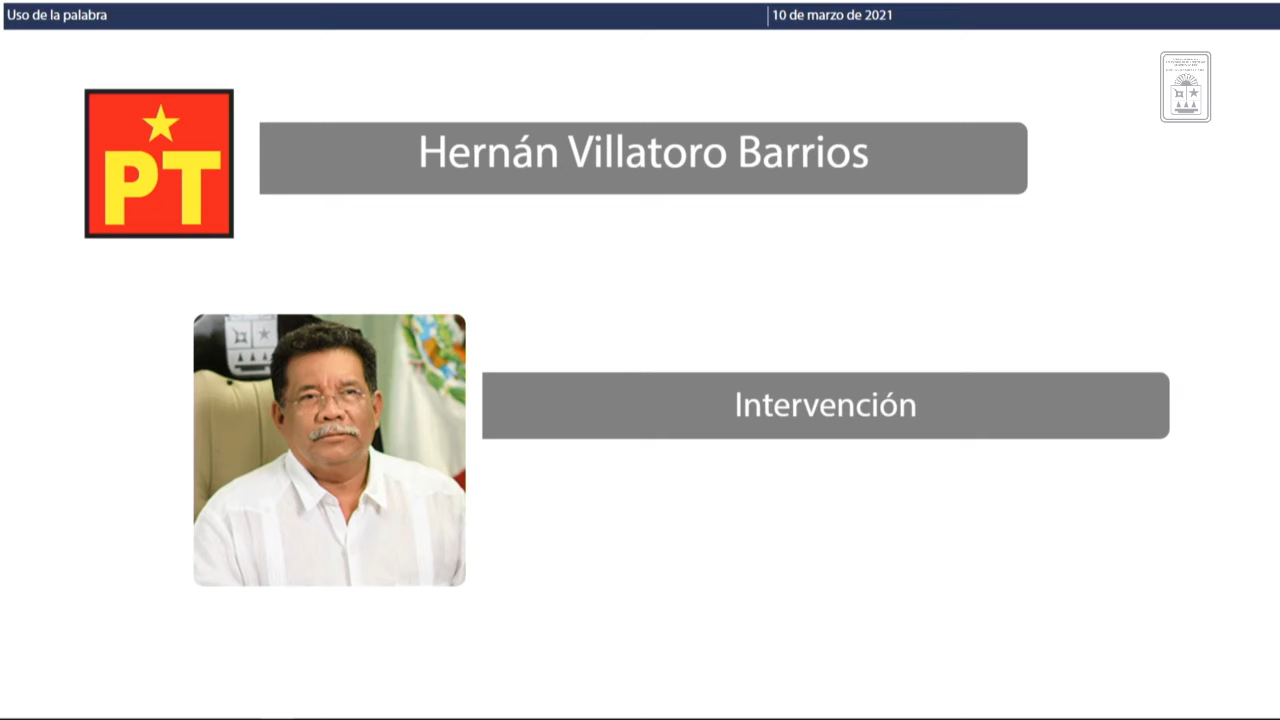 Uso de la palabra
10 de marzo de 2021
PT
Hernán Villatoro Barrios
Intervención